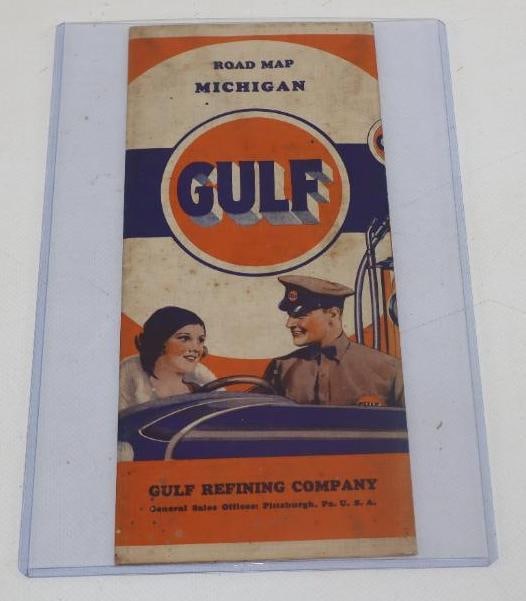 ROAD MAP
MICHIGAN
GULF
GULF REFINING COMPANY
General Sales Offices: Pittsburgh, Pa. U. S. A.